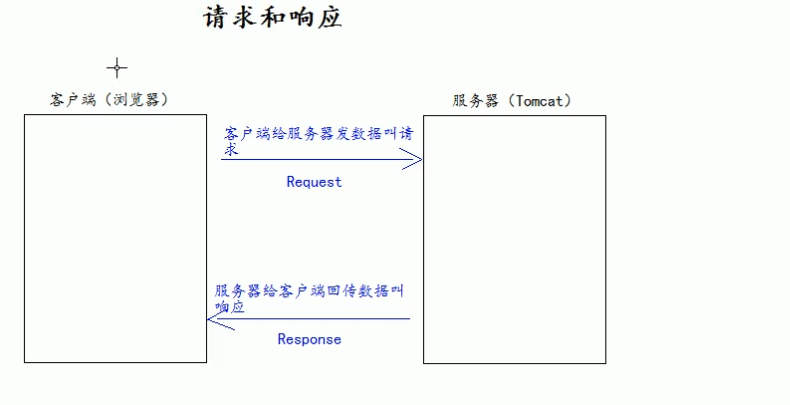 请求和响应
客户端（浏览器）
服务器（Tomcat）
客户端给服务器发数据叫请
求
Request
服务器给客户端回传数据叫
响应
Response